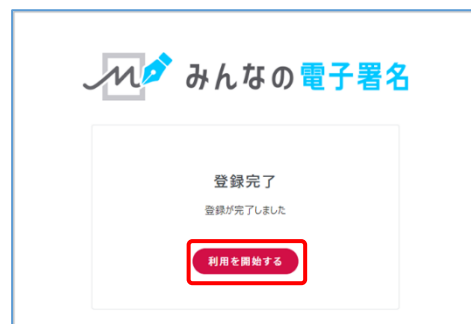 みんなの電子署名
登録完了
登録が完了しました
利用を開始する